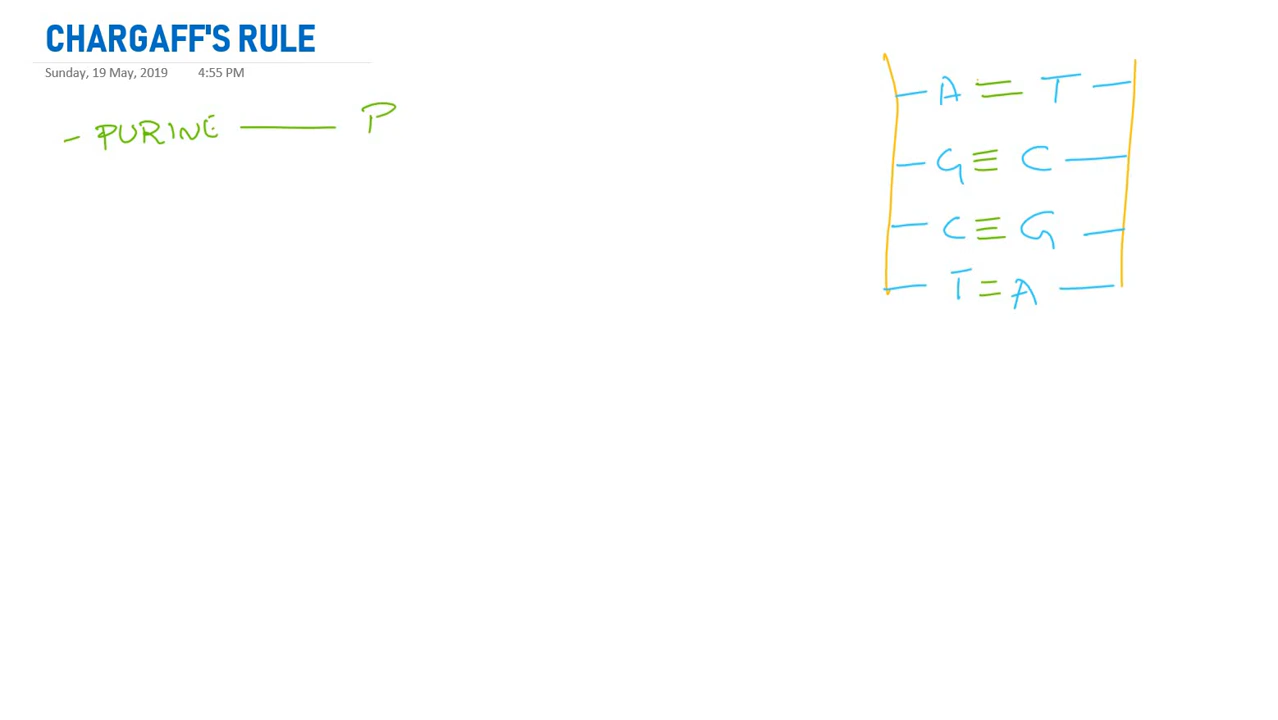 CHARGAFF'S RULE
Sunday, 19 May, 2019 4:55 PM
- PURINE — P
- A = T -
- G ≡ C -
- C ≡ G -
- T = A -